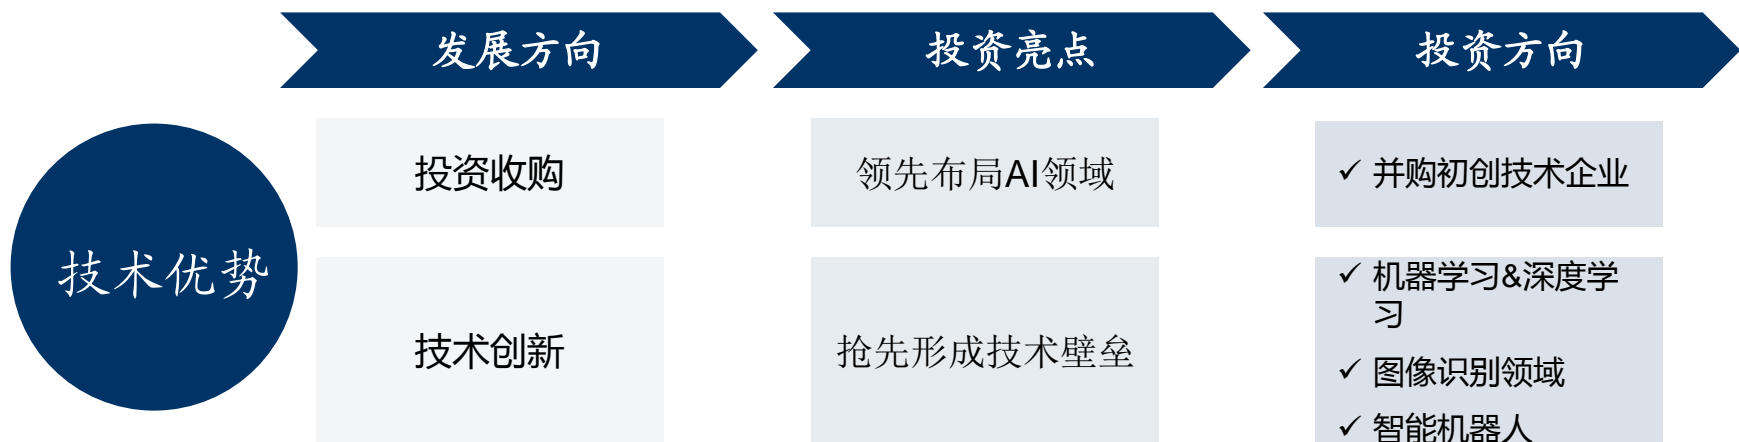 发展方向
投资亮点
投资方向
技术优势
投资收购
领先布局AI领域
✓ 并购初创技术企业
技术创新
抢先形成技术壁垒
✓ 机器学习&深度学
习
✓ 图像识别领域
✓ 智能机器人